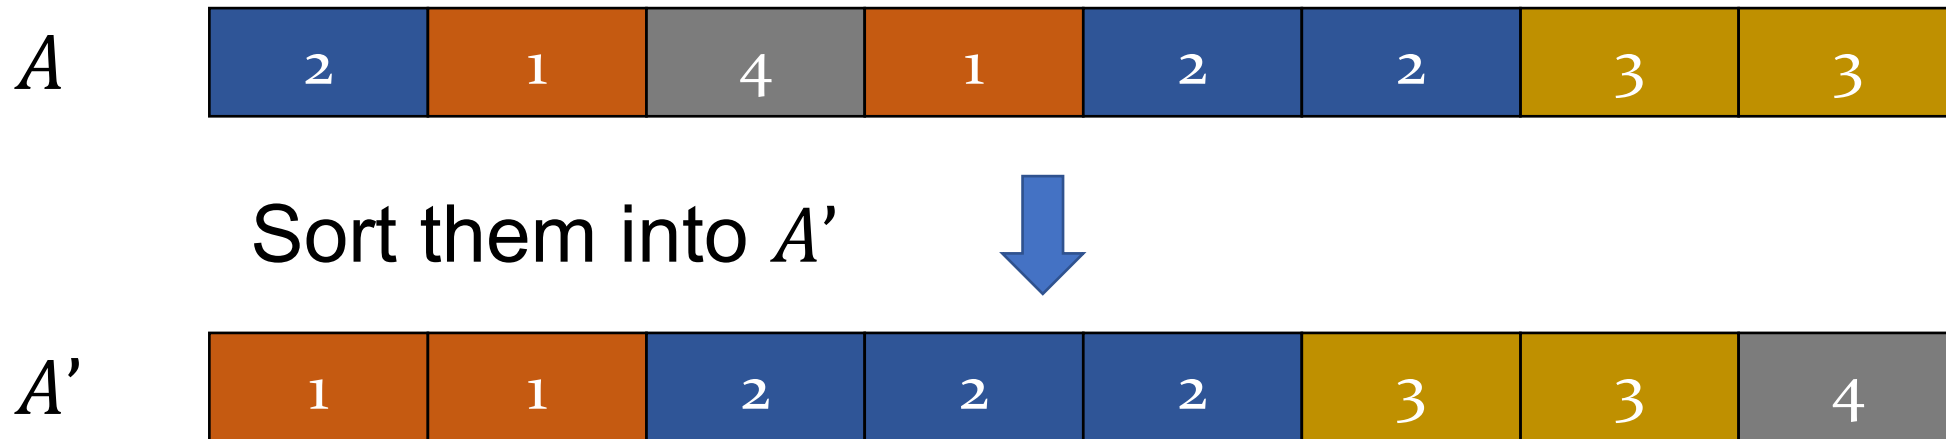 A 2 1 4 1 2 2 3 3
Sort them into A’
A’ 1 1 2 2 2 3 3 4